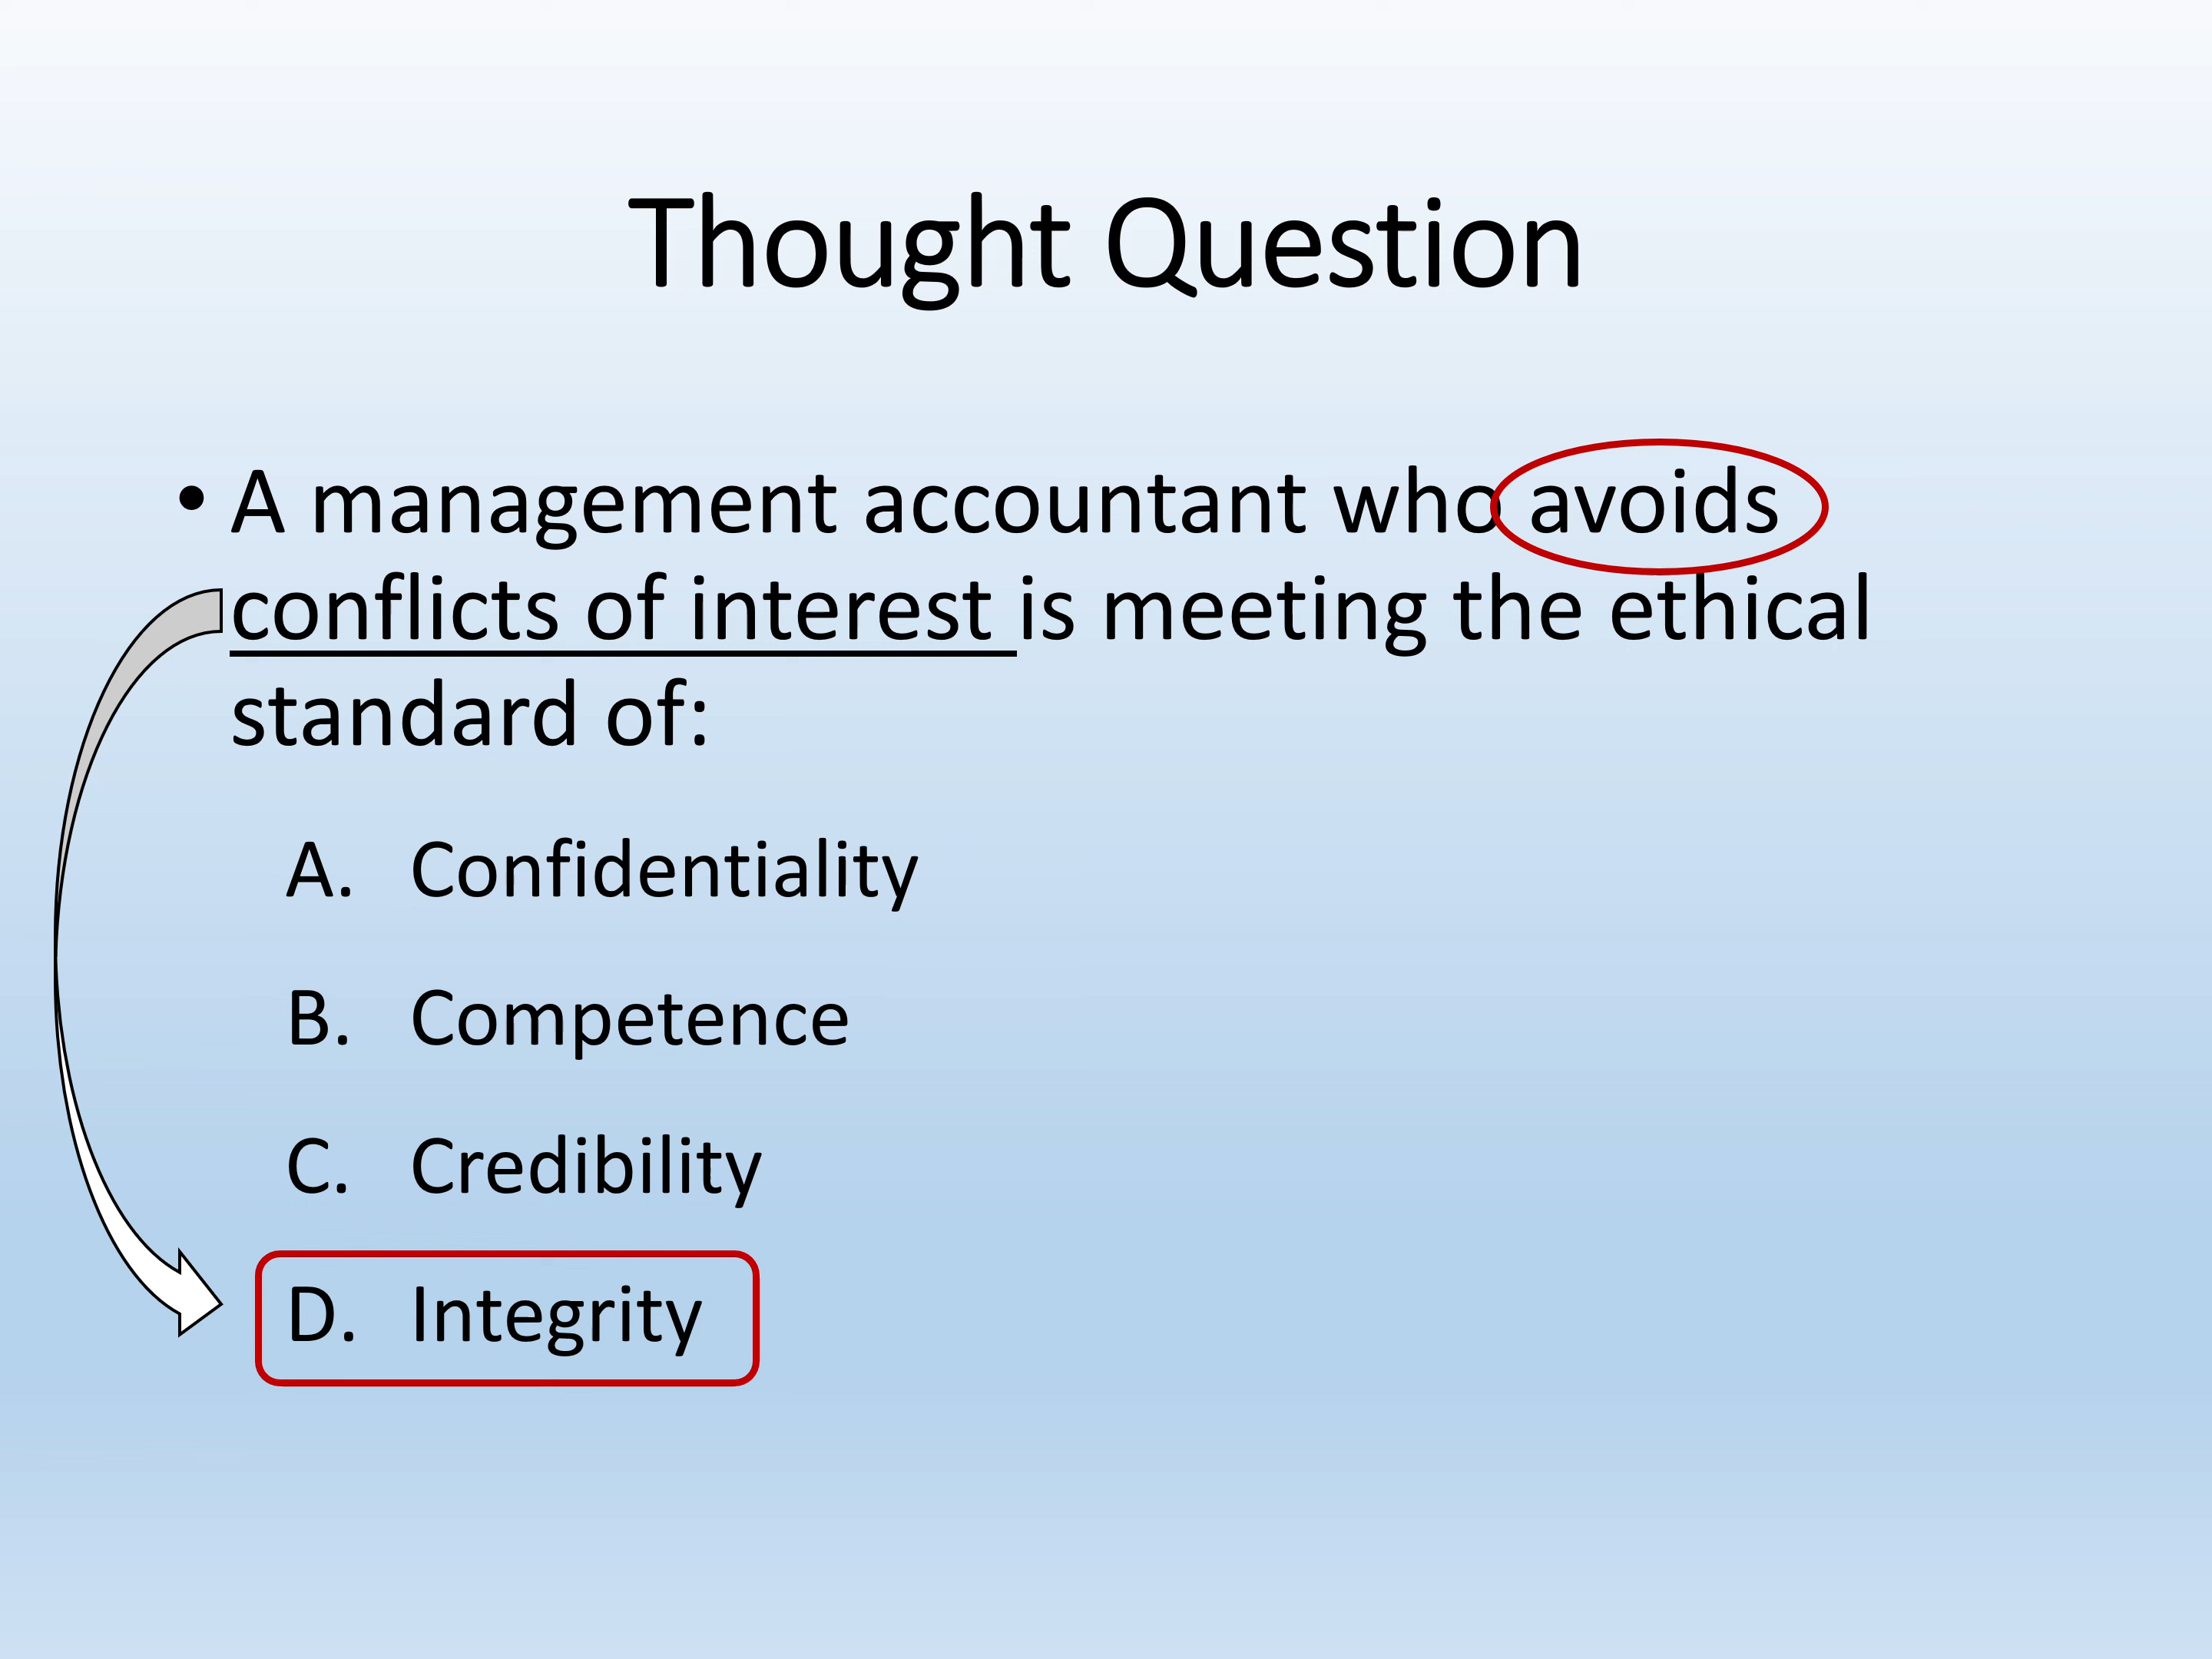 Thought Question
• A management accountant who avoids
conflicts of interest is meeting the ethical
standard of:
A. Confidentiality
B. Competence
C. Credibility
D. Integrity